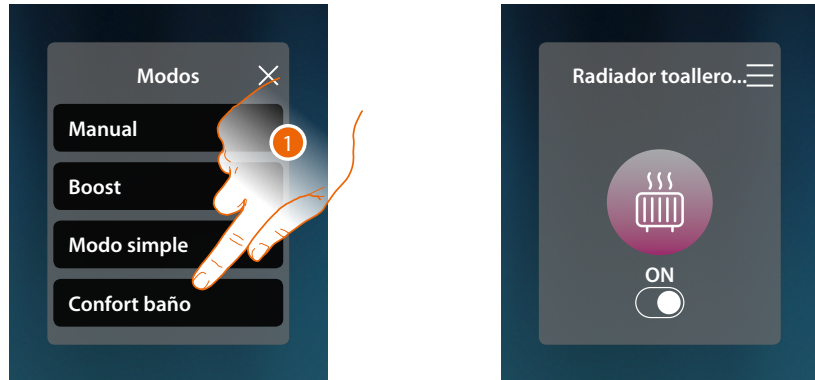 Modos
Manual
1
Boost
Modo simple
Confort baño
Radiador toallero...
ON